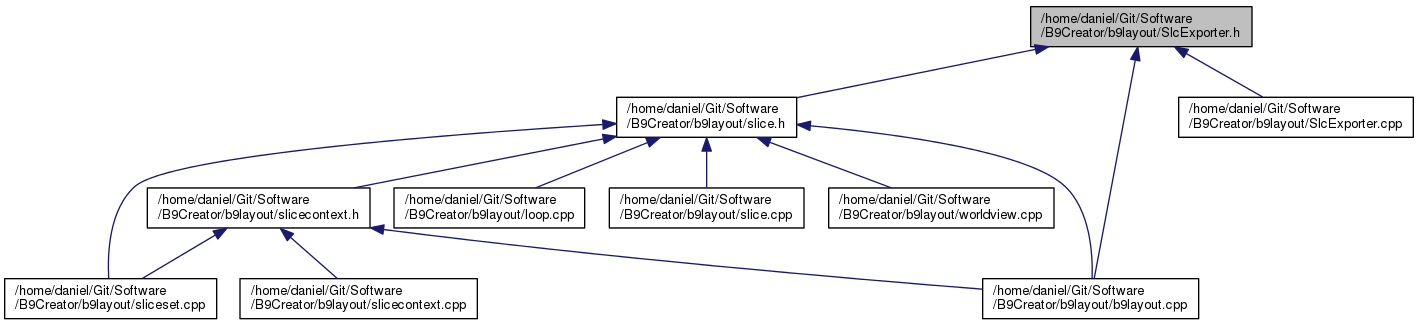 /home/daniel/Git/Software
/B9Creator/b9layout/SlcExporter.h
/home/daniel/Git/Software
/B9Creator/b9layout/slice.h
/home/daniel/Git/Software
/B9Creator/b9layout/SlcExporter.cpp
/home/daniel/Git/Software
/B9Creator/b9layout/slicecontext.h
/home/daniel/Git/Software
/B9Creator/b9layout/loop.cpp
/home/daniel/Git/Software
/B9Creator/b9layout/slice.cpp
/home/daniel/Git/Software
/B9Creator/b9layout/worldview.cpp
/home/daniel/Git/Software
/B9Creator/b9layout/sliceset.cpp
/home/daniel/Git/Software
/B9Creator/b9layout/slicecontext.cpp
/home/daniel/Git/Software
/B9Creator/b9layout/b9layout.cpp